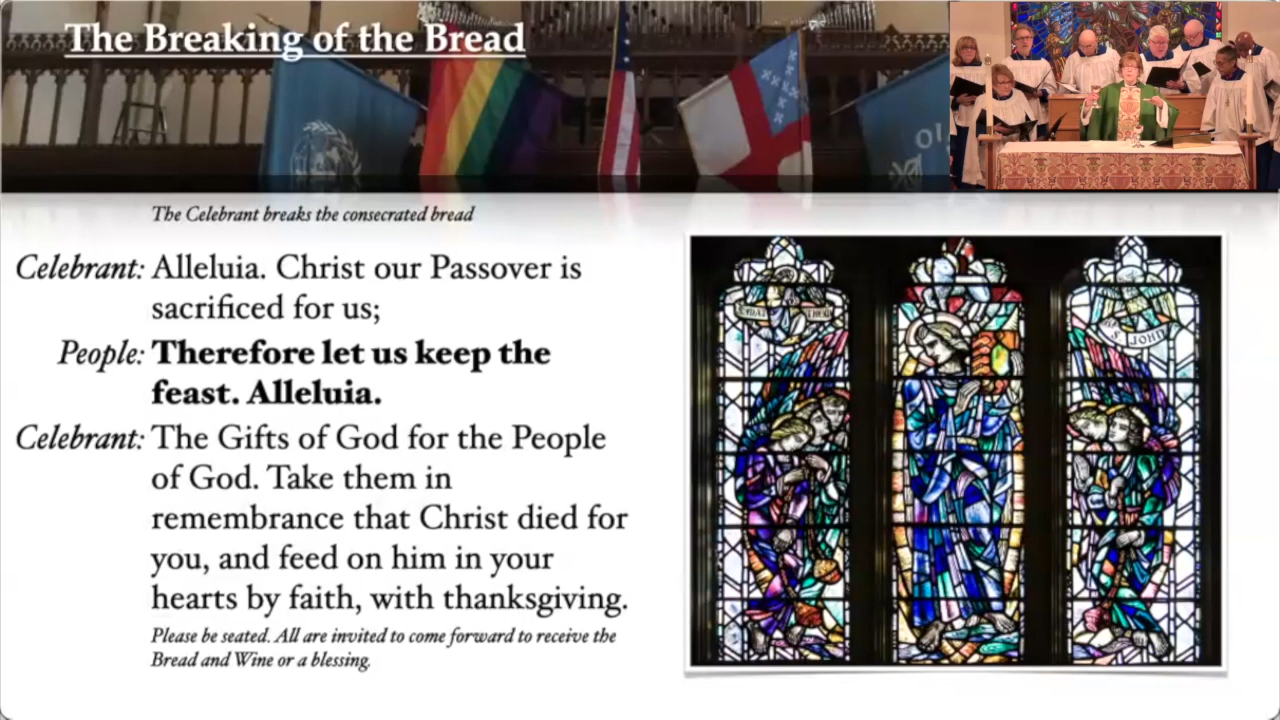 The Breaking of the Bread
The Celebrant breaks the consecrated bread
Celebrant: Alleluia. Christ our Passover is
sacrificed for us;
People: Therefore let us keep the
feast. Alleluia.
Celebrant: The Gifts of God for the People
of God. Take them in
remembrance that Christ died for
you, and feed on him in your
hearts by faith, with thanksgiving.
Please be seated. All are invited to come forward to receive the
Bread and Wine or a blessing.
S. JOHN